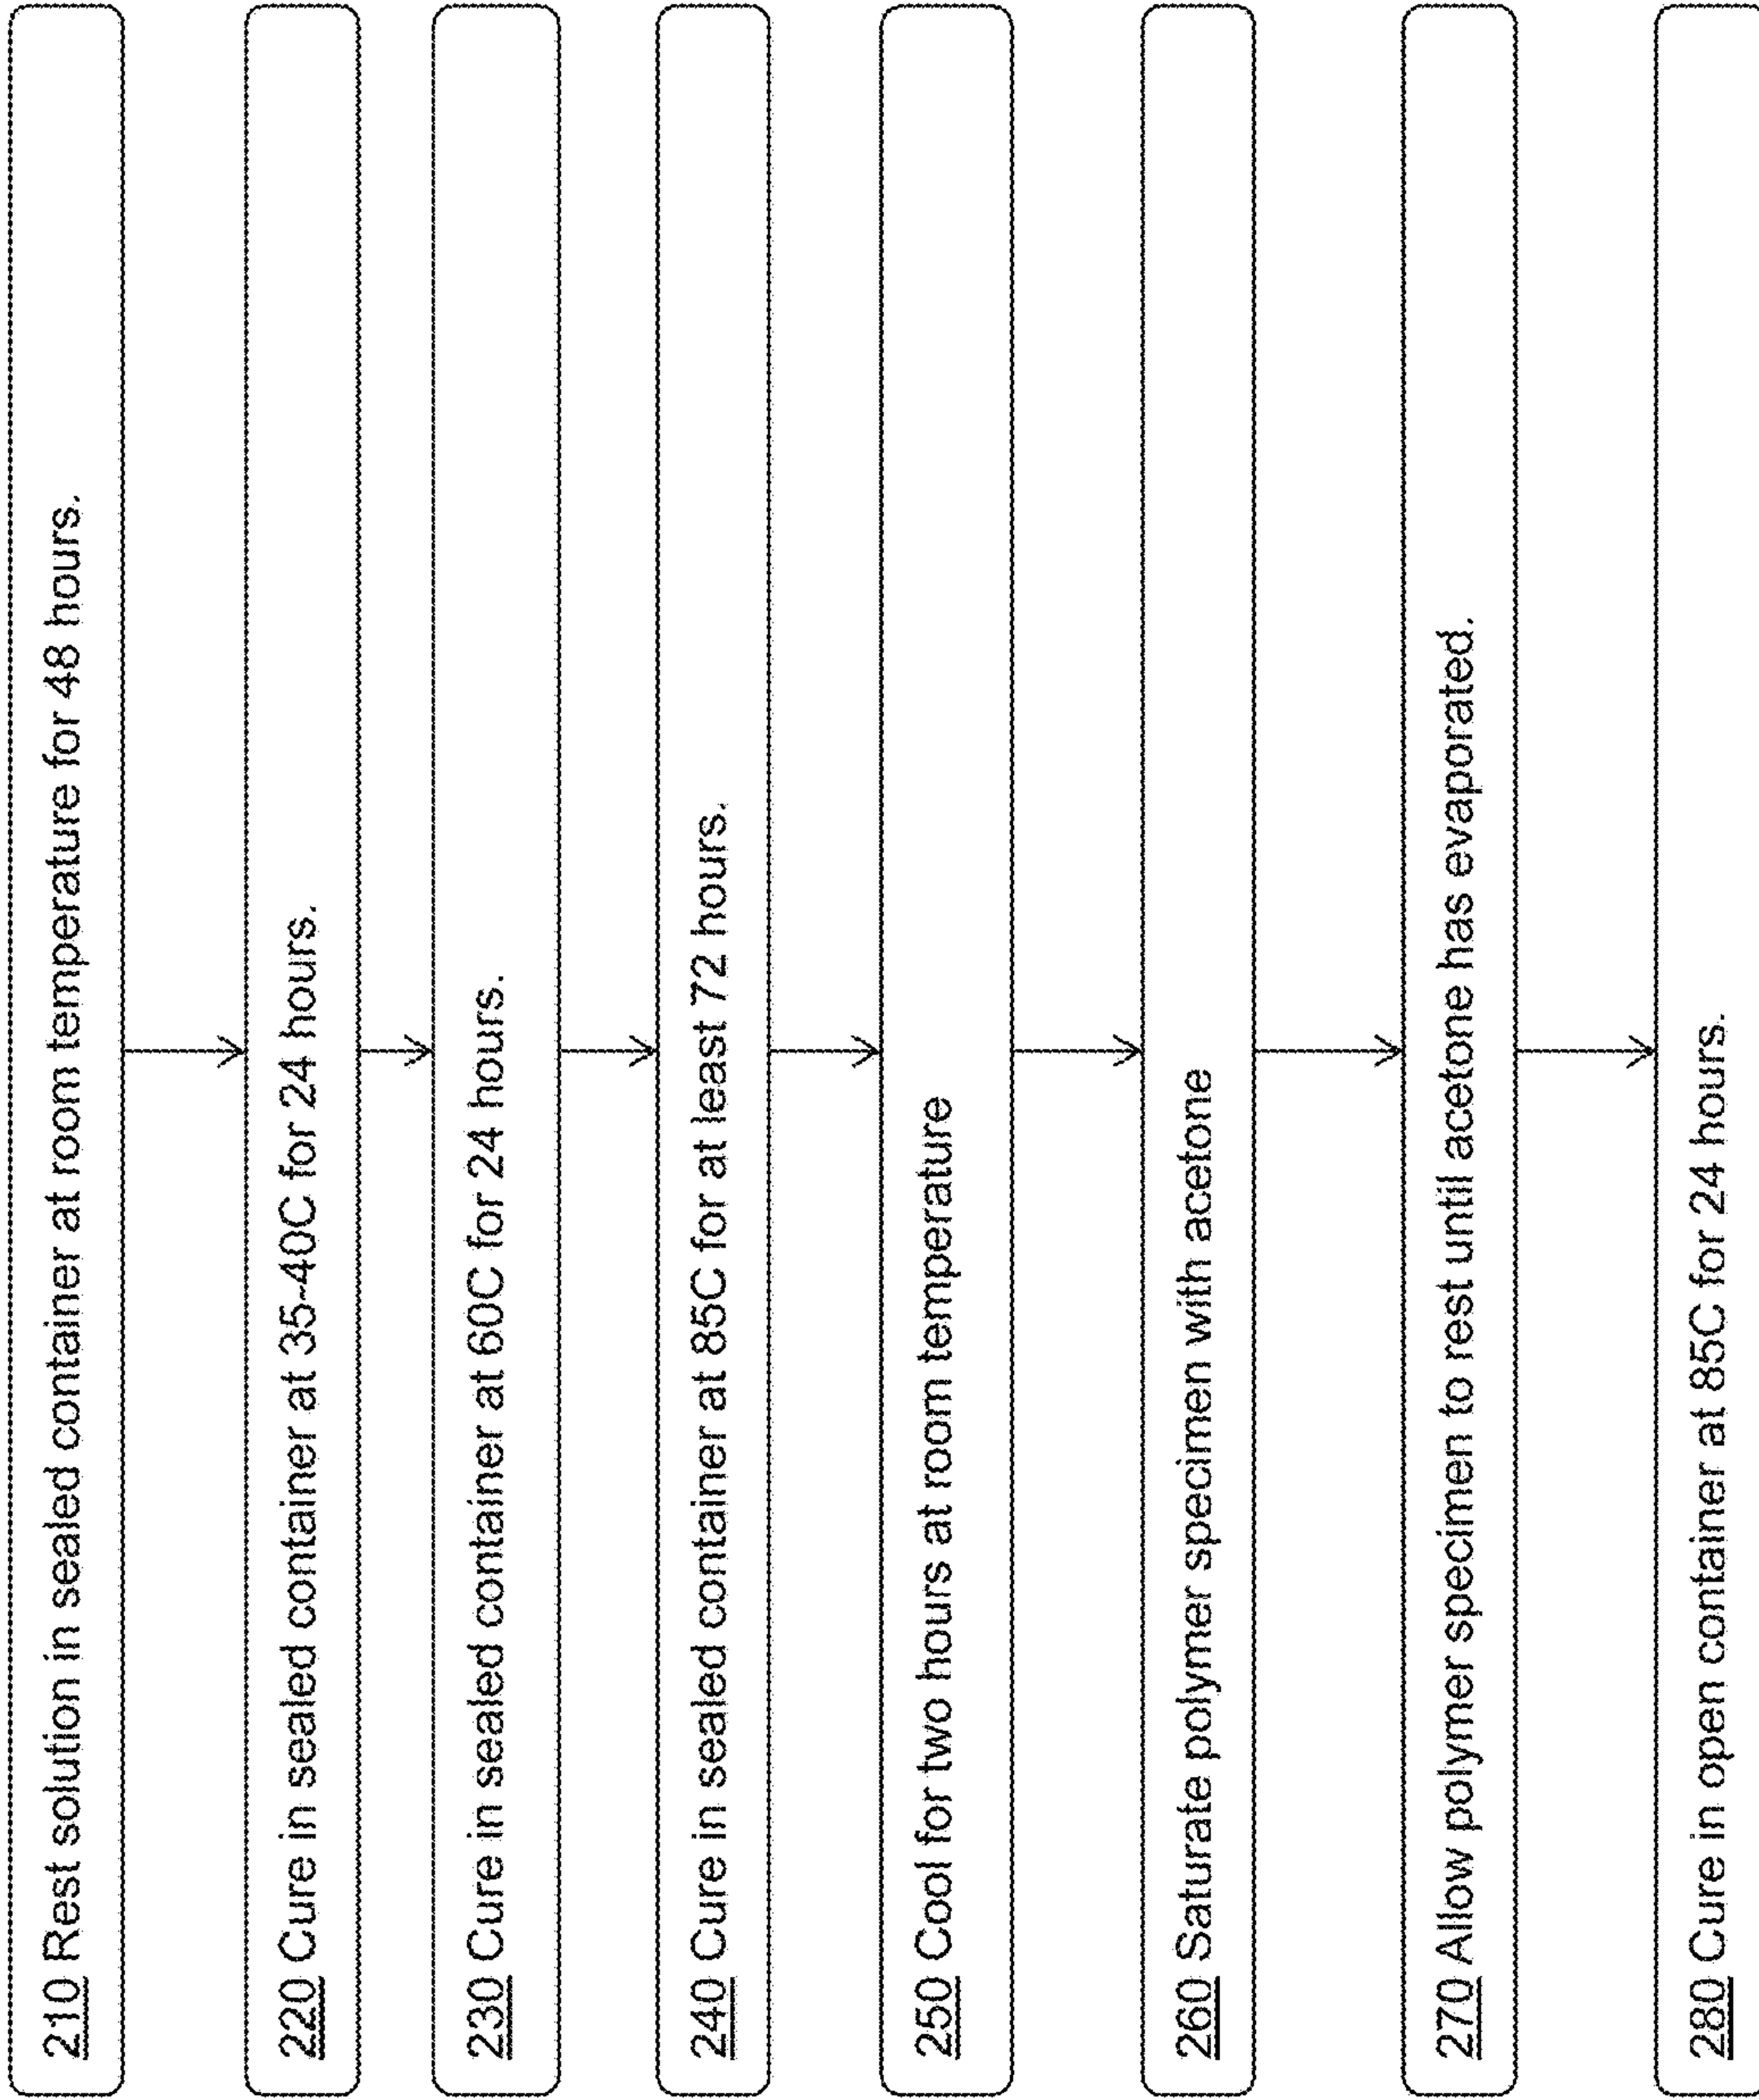 210 Rest solution in sealed container at room temperature for 48 hours.
220 Cure in sealed container at 35-40C for 24 hours.
230 Cure in sealed container at 60C for 24 hours.
240 Cure in sealed container at 85C for at least 72 hours.
250 Cool for two hours at room temperature
260 Saturate polymer specimen with acetone
270 Allow polymer specimen to rest until acetone has evaporated.
280 Cure in open container at 85C for 24 hours.